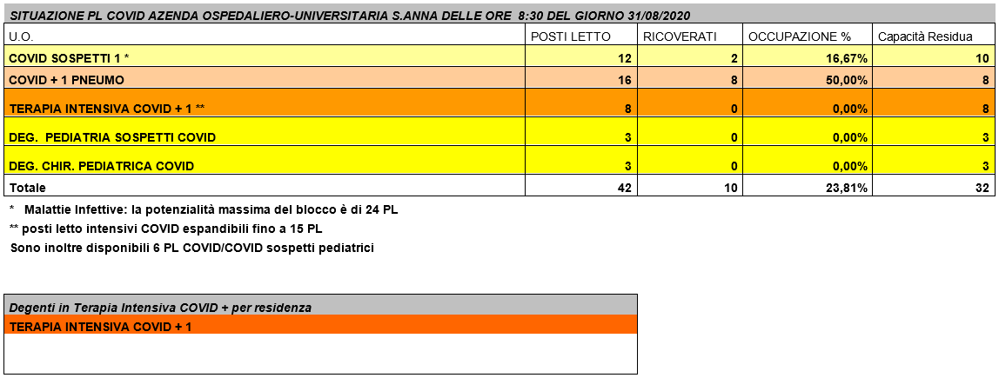 SITUAZIONE PL COVID AZENDA OSPEDALIERO-UNIVERSITARIA S.ANNA DELLE ORE 8:30 DEL GIORNO 31/08/2020
U.O. POSTI LETTO RICOVERATI OCCUPAZIONE % Capacità Residua
COVID SOSPETTI 1 * 12 2 16,67% 10
COVID + 1 PNEUMO 16 8 50,00% 8
TERAPIA INTENSIVA COVID + 1 ** 8 0 0,00% 8
DEG. PEDIATRIA SOSPETTI COVID 3 0 0,00% 3
DEG. CHIR. PEDIATRICA COVID 3 0 0,00% 3
Totale 42 10 23,81% 32
* Malattie Infettive: la potenzialità massima del blocco è di 24 PL
** posti letto intensivi COVID espandibili fino a 15 PL
Sono inoltre disponibili 6 PL COVID/COVID sospetti pediatrici
Degenti in Terapia Intensiva COVID + per residenza
TERAPIA INTENSIVA COVID + 1